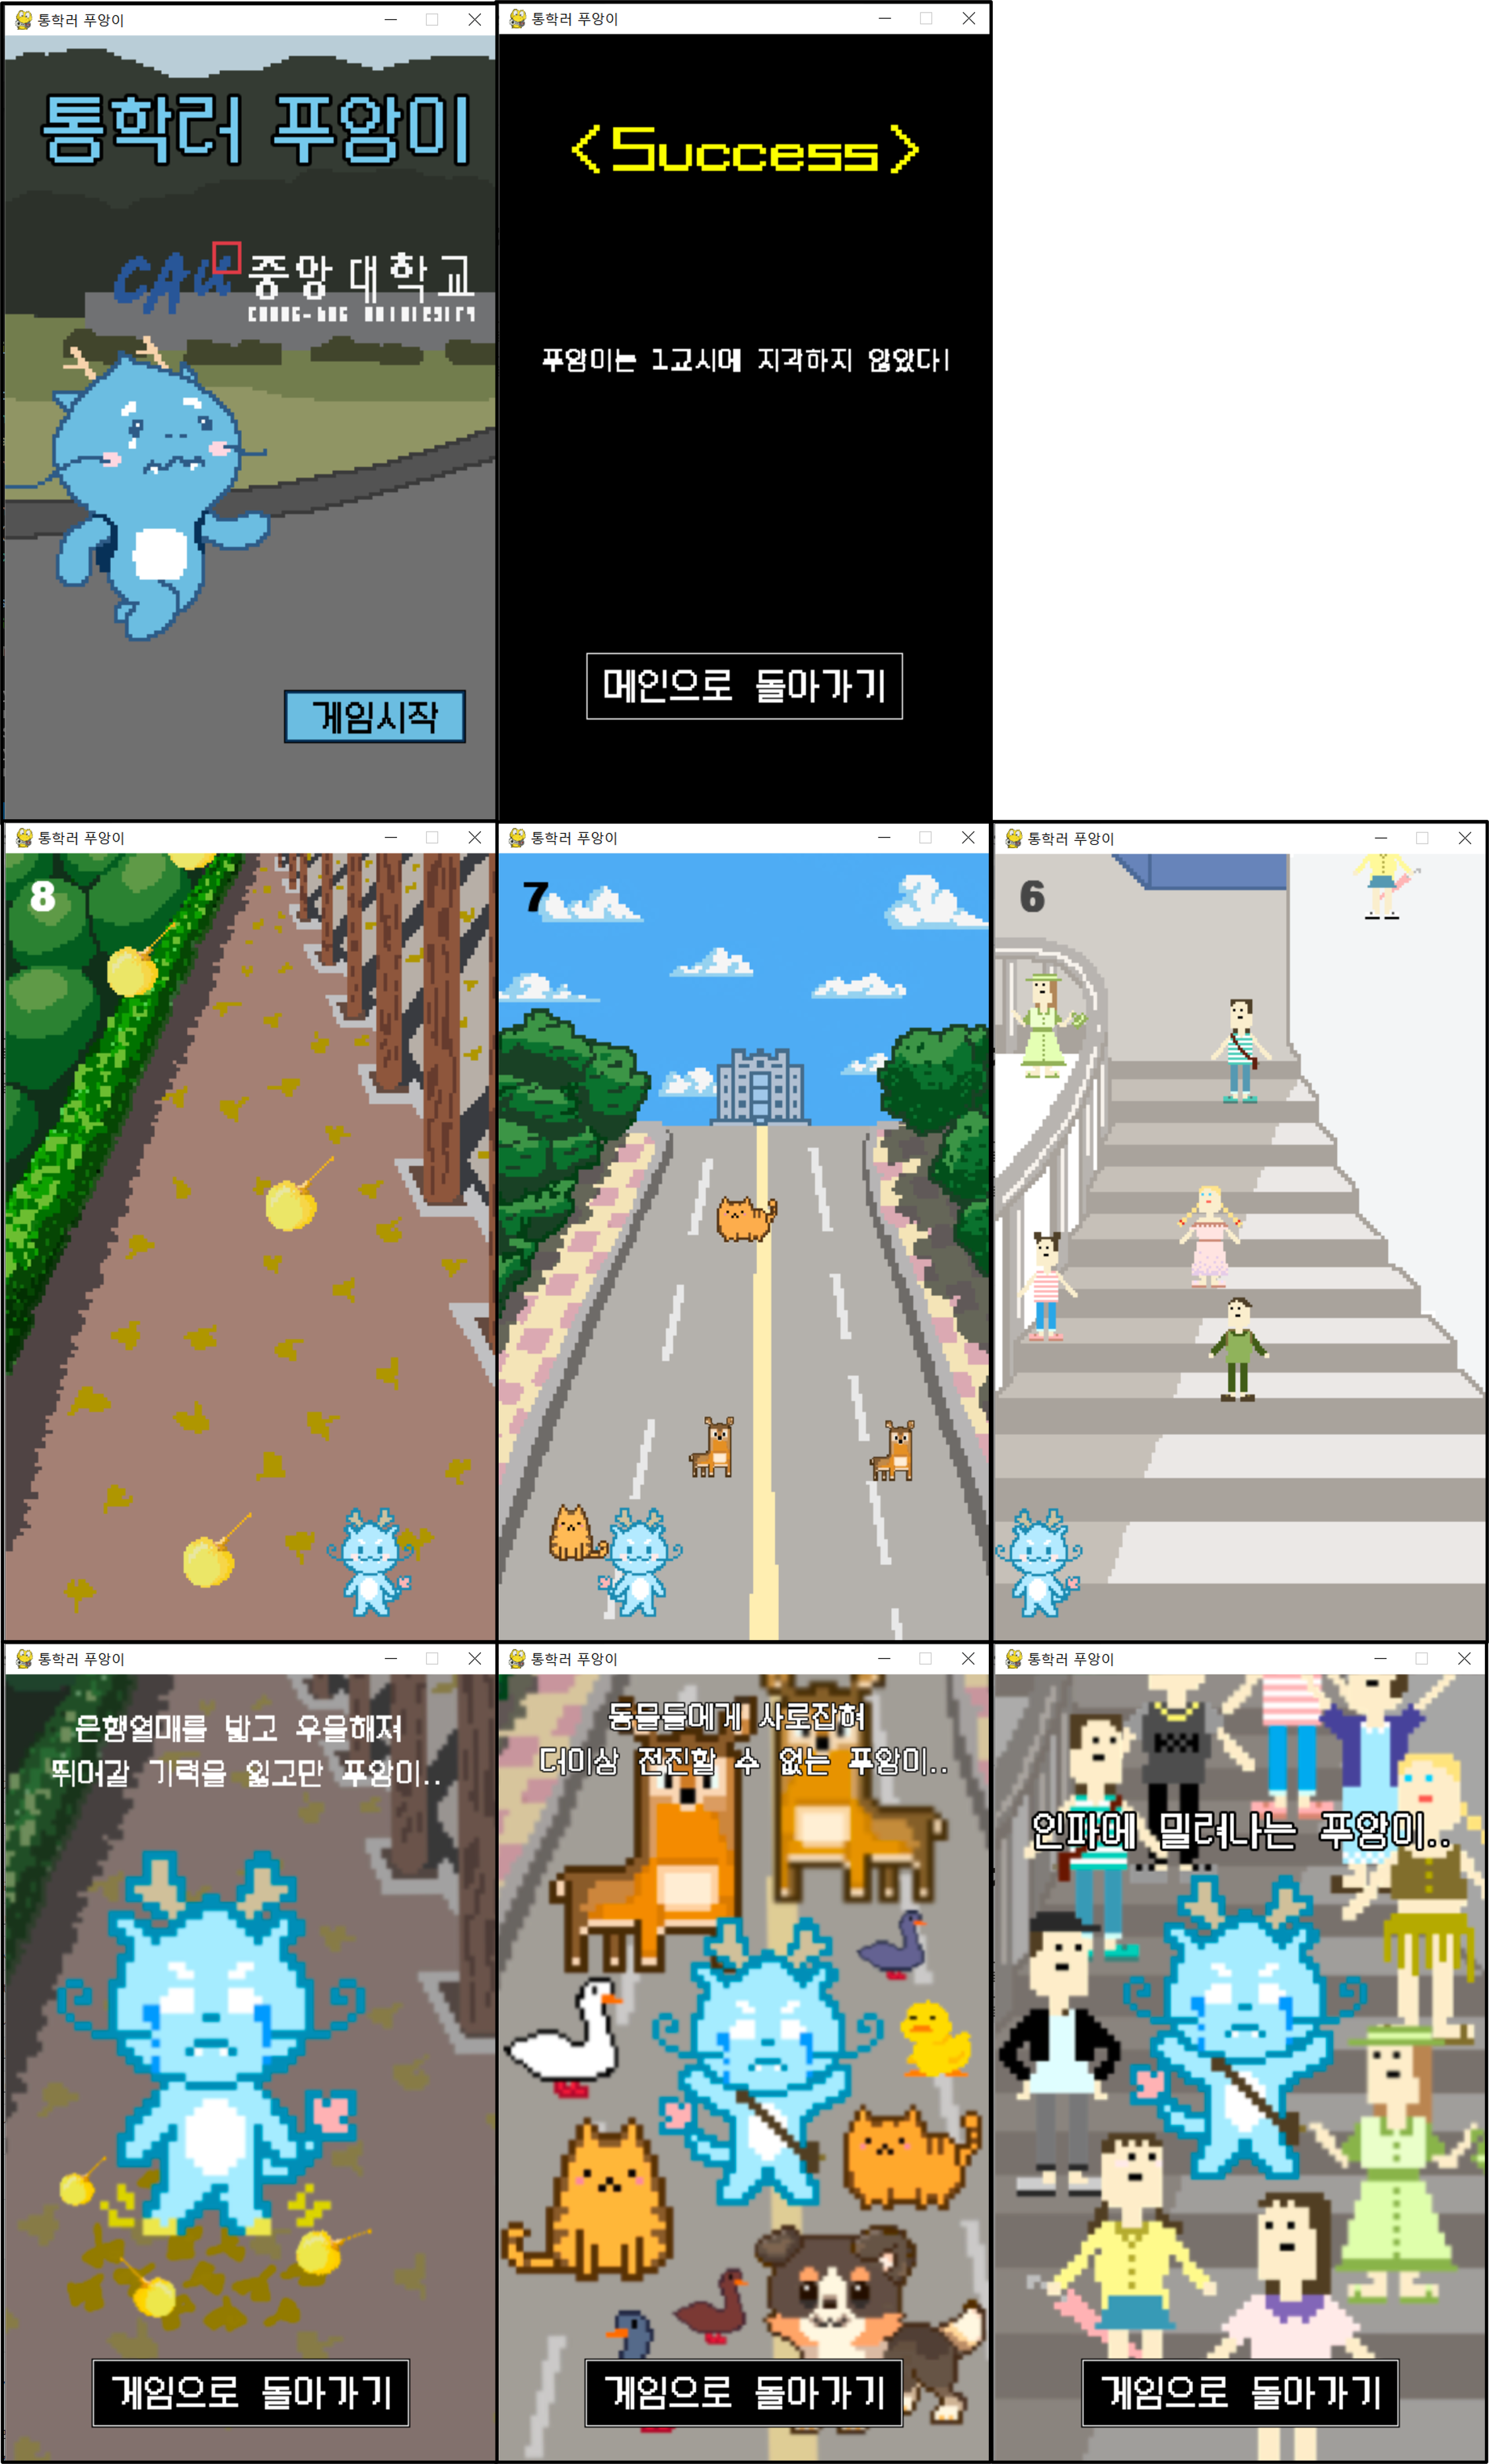 통학러 푸앙이
통학러 푸앙이
CAU 중앙대학교
CHUNG-ANG UNIVERSITY
게임시작
통학러 푸앙이
<Success>
푸앙이는 1교시에 지각하지 않았다!
메인으로 돌아가기
통학러 푸앙이
8
통학러 푸앙이
7
통학러 푸앙이
6
통학러 푸앙이
은행열매를 밟고 우울해져
뛰어갈 기력을 잃고만 푸앙이..
게임으로 돌아가기
통학러 푸앙이
동물들에게 사로잡혀
더이상 전진할 수 없는 푸앙이..
게임으로 돌아가기
통학러 푸앙이
인파에 밀려나는 푸앙이..
게임으로 돌아가기